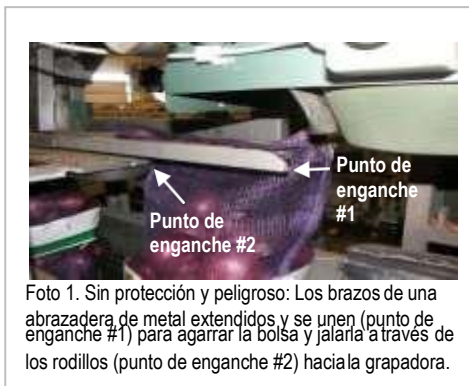 Punto de
enganche
#1
Punto de
enganche #2
Foto 1. Sin protección y peligroso: Los brazos de una
abrazadera de metal extendidos y se unen (punto de
enganche #1) para agarrar la bolsa y jalarla a través de
los rodillos (punto de enganche #2) hacia la grapadora.